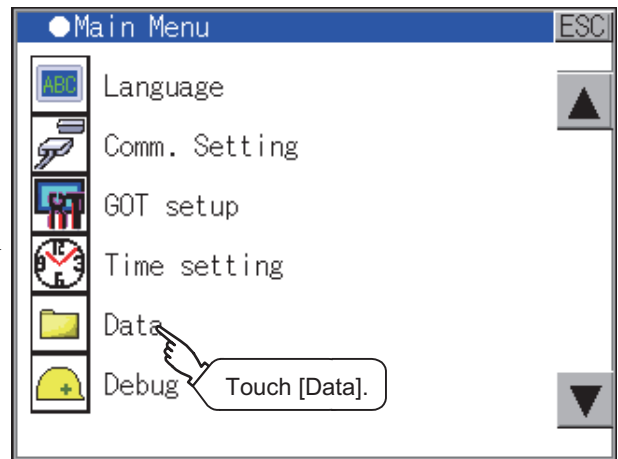 ●Main Menu ESC
ABC Language
Comm. Setting
GOT setup
Time setting
Data
Debug
Touch [Data].